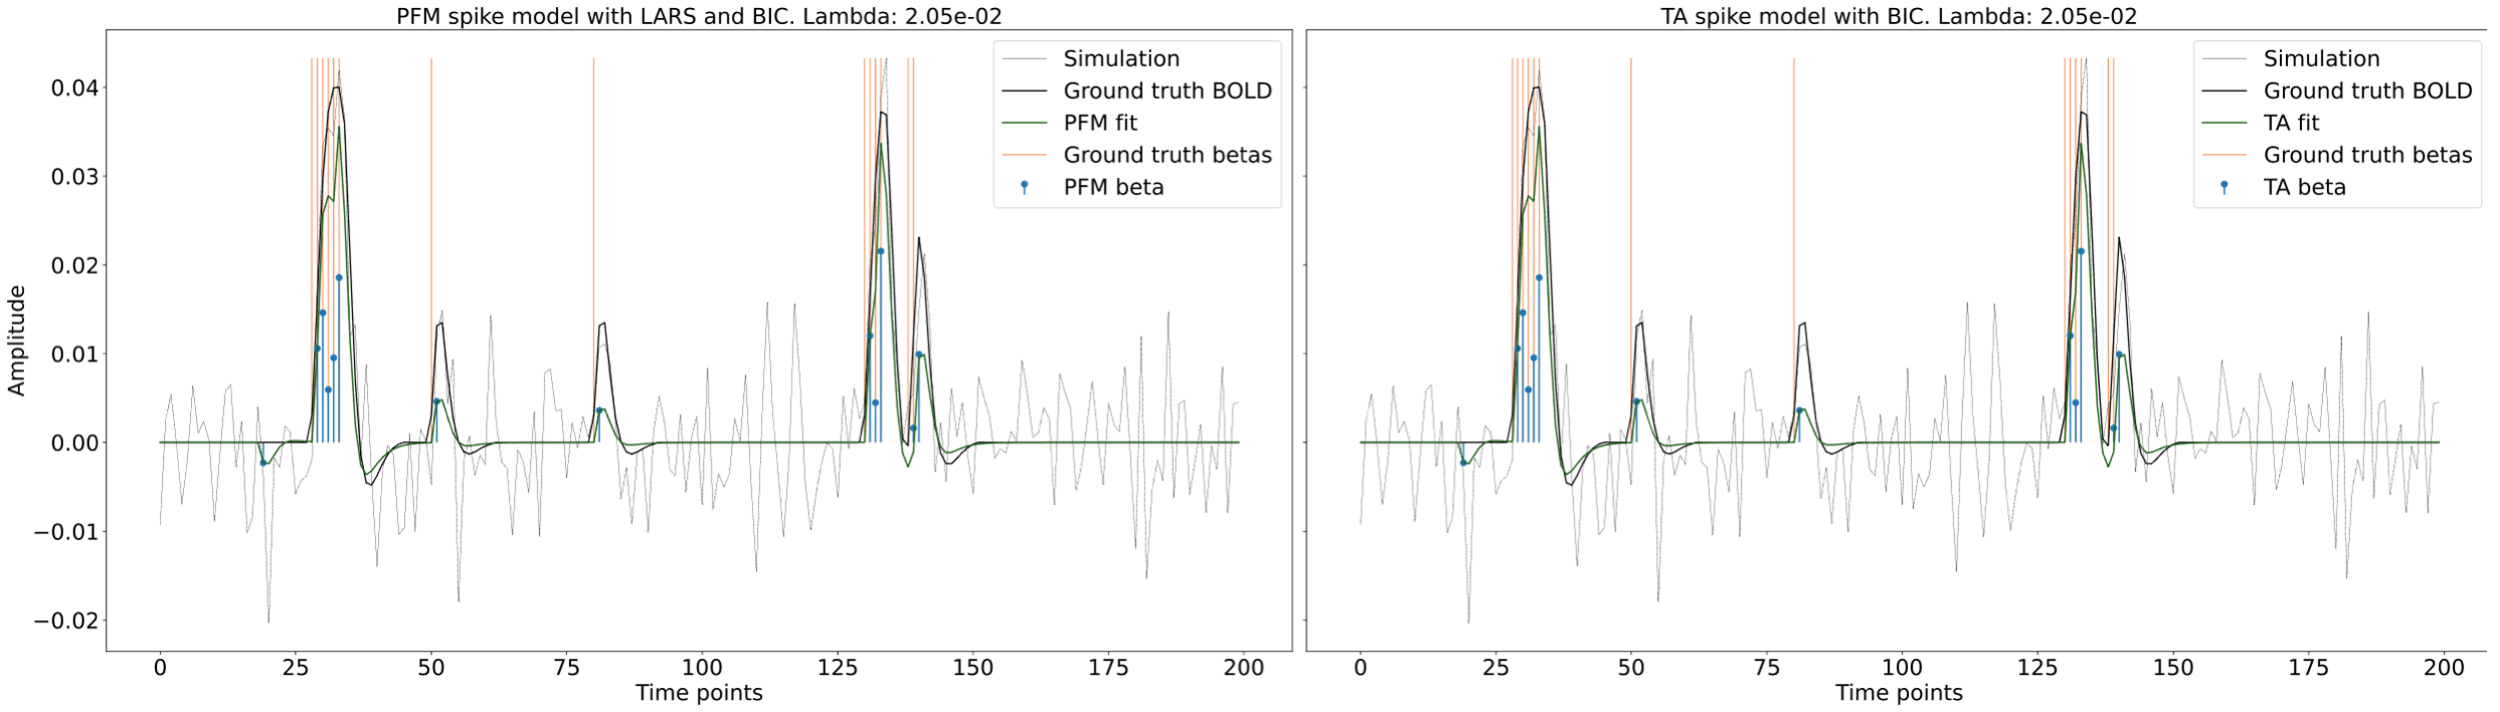 PFM spike model with LARS and BIC. Lambda: 2.05e-02
TA spike model with BIC. Lambda: 2.05e-02
Simulation
Ground truth BOLD
PFM fit
Ground truth betas
PFM beta
Simulation
Ground truth BOLD
TA fit
Ground truth betas
TA beta
Amplitude
0.04
0.03
0.02
0.01
0.00
−0.01
−0.02
0 25 50 75 100 125 150 175 200
Time points
0 25 50 75 100 125 150 175 200
Time points